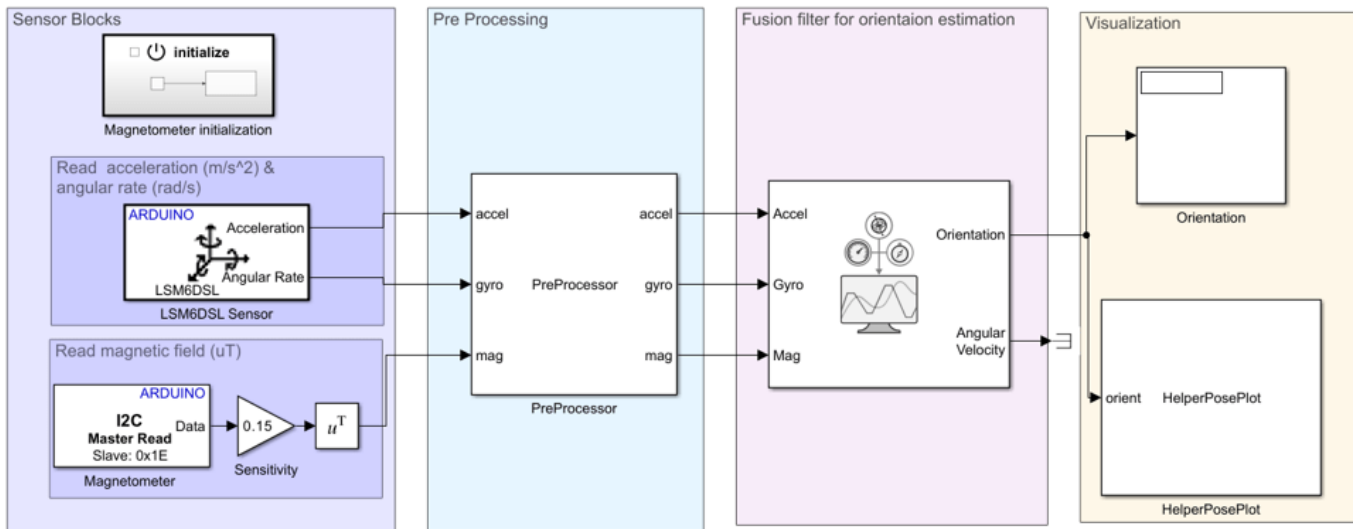 Sensor Blocks
initialize
Magnetometer initialization
Read acceleration (m/s^2) &
angular rate (rad/s)
ARDUINO
Acceleration
Angular Rate
LSM6DSL
LSM6DSL Sensor
Read magnetic field (uT)
ARDUINO
I2C
Master Read
Slave: 0x1E
Data
Magnetometer
0.15
Sensitivity
u^T
Pre Processing
accel
gyro
mag
PreProcessor
accel
gyro
mag
PreProcessor
Fusion filter for orientaion estimation
Accel
Gyro
Mag
Orientation
Angular
Velocity
Visualization
Orientation
orient
HelperPosePlot
HelperPosePlot